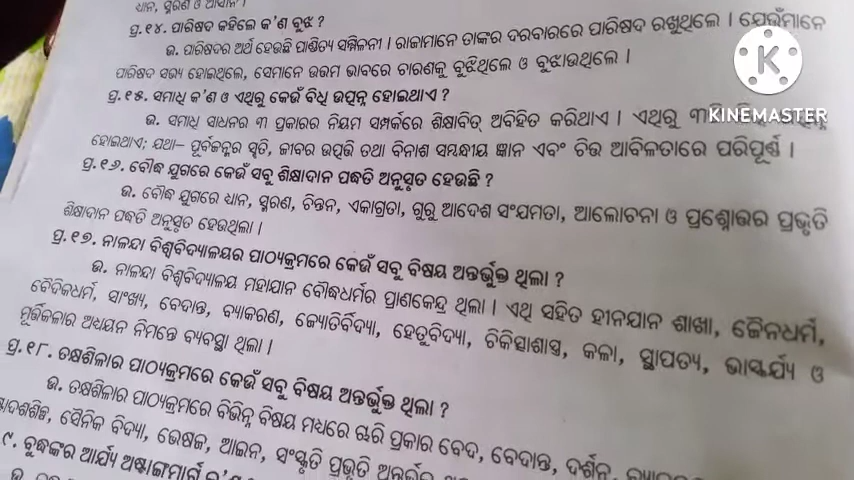 ଧ୍ୟାନ, ସ୍ମରଣ ଓ ଆସୀନ ।
ପ୍ର.୧୪. ପାରିଷଦ କହିଲେ କ'ଣ ବୁଝ ?
ଉ. ପାରିଷଦର ଅର୍ଥ ହେଉଛି ପାଣ୍ଡିତ୍ୟ ସମ୍ମିଳନୀ । ରାଜାମାନେ ତାଙ୍କର ଦରବାରରେ ପାରିଷଦ ରଖୁଥିଲେ । ଯେଉଁମାନେ
ପାରିଷଦ ସଭ୍ୟ ହୋଇଥିଲେ, ସେମାନେ ଉତ୍ତମ ଭାବରେ ଚାରଣକୁ ବୁଝିଥିଲେ ଓ ବୁଝାଉଥିଲେ ।
ପ୍ର.୧୫. ସମାଧି କ'ଣ ଓ ଏଥିରୁ କେଉଁ ବିଧି ଉତ୍ପନ୍ନ ହୋଇଥାଏ ?
ଉ. ସମାଧି ସାଧନର ୩ ପ୍ରକାରର ନିୟମ ସମ୍ପର୍କରେ ଶିକ୍ଷାବିତ୍ ଅବିହିତ କରିଥାଏ । ଏଥିରୁ
ହୋଇଥାଏ; ଯଥା– ପୂର୍ବଜନ୍ମର ସ୍ମୃତି, ଜୀବର ଉତ୍ପତ୍ତି ତଥା ବିନାଶ ସମ୍ବନ୍ଧୀୟ ଜ୍ଞାନ ଏବଂ ଚିତ୍ତ ଆବିଳତାରେ ପରିପୂର୍ଣ୍ଣ ।
ପ୍ର.୧୬. ବୌଦ୍ଧ ଯୁଗରେ କେଉଁ ସବୁ ଶିକ୍ଷାଦାନ ପଦ୍ଧତି ଅନୁସୃତ ହେଉଛି ?
ଉ. ବୌଦ୍ଧ ଯୁଗରେ ଧ୍ୟାନ, ସ୍ମରଣ, ଚିନ୍ତନ, ଏକାଗ୍ରତା, ଗୁରୁ ଆଦେଶ ସଂଯମତା, ଆଲୋଚନା ଓ ପ୍ରଶ୍ନୋତ୍ତର ପ୍ରଭୃତି
ଶିକ୍ଷାଦାନ ପଦ୍ଧତି ଅନୁସୃତ ହେଉଥିଲା ।
ପ୍ର.୧୭. ନାଳନ୍ଦା ବିଶ୍ୱବିଦ୍ୟାଳୟର ପାଠ୍ୟକ୍ରମରେ କେଉଁ ସବୁ ବିଷୟ ଅନ୍ତର୍ଭୁକ୍ତ ଥିଲା ?
ଉ. ନାଳନ୍ଦା ବିଶ୍ୱବିଦ୍ୟାଳୟ ମହାଯାନ ବୌଦ୍ଧଧର୍ମର ପ୍ରାଣକେନ୍ଦ୍ର ଥିଲା । ଏଥି ସହିତ ହୀନଯାନ ଶାଖା, ଜୈନଧର୍ମ,
ବୈଦିକଧର୍ମ, ସାଂଖ୍ୟ, ବେଦାନ୍ତ, ବ୍ୟାକରଣ, ଜ୍ୟୋତିର୍ବିଦ୍ୟା, ହେତୁବିଦ୍ୟା, ଚିକିତ୍ସାଶାସ୍ତ୍ର, କଳା, ସ୍ଥାପତ୍ୟ, ଭାସ୍କର୍ଯ୍ୟ ଓ
ମୂର୍ତ୍ତିକଳାର ଅଧ୍ୟୟନ ନିମନ୍ତେ ବ୍ୟବସ୍ଥା ଥିଲା ।
ପ୍ର.୧୮. ତକ୍ଷଶିଳାର ପାଠ୍ୟକ୍ରମରେ କେଉଁ ସବୁ ବିଷୟ ଅନ୍ତର୍ଭୁକ୍ତ ଥିଲା ?
ଉ. ତକ୍ଷଶିଳାର ପାଠ୍ୟକ୍ରମରେ ବିଭିନ୍ନ ବିଷୟ ମଧ୍ୟରେ ଚାରି ପ୍ରକାର ବେଦ, ବେଦାନ୍ତ, ଦର୍ଶନ,
ସୈନିକ ବିଦ୍ୟା, ଭେଷଜ, ଆଇନ, ସଂସ୍କୃତି ପ୍ରଭୃତି
୯. ବୁଦ୍ଧଙ୍କର ଆର୍ଯ୍ୟ ଅଷ୍ଟାଙ୍ଗମାର୍ଗ
KINEMASTER